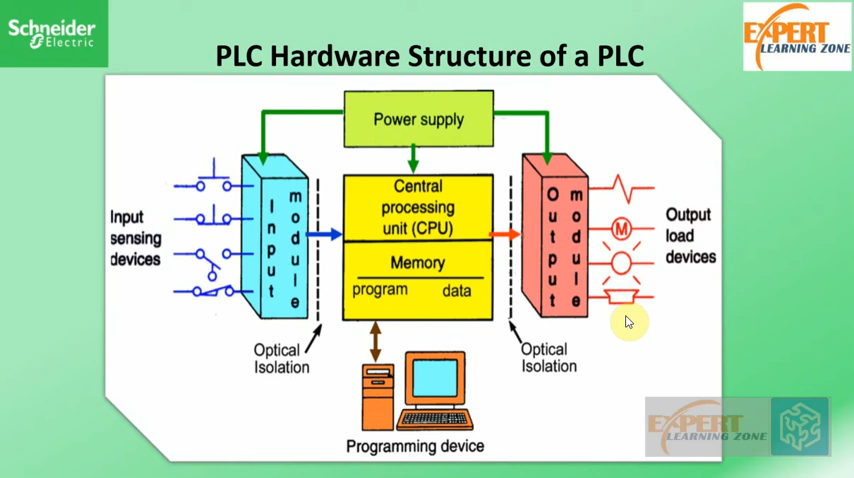 Schneider
Electric
EXPERT
LEARNING ZONE
PLC Hardware Structure of a PLC
Power supply
Input
sensing
devices
Input
module
Central
processing
unit (CPU)
Memory
program data
Output
module
M
Output
load
devices
Optical
Isolation
Optical
Isolation
Programming device
EXPERT
LEARNING ZONE